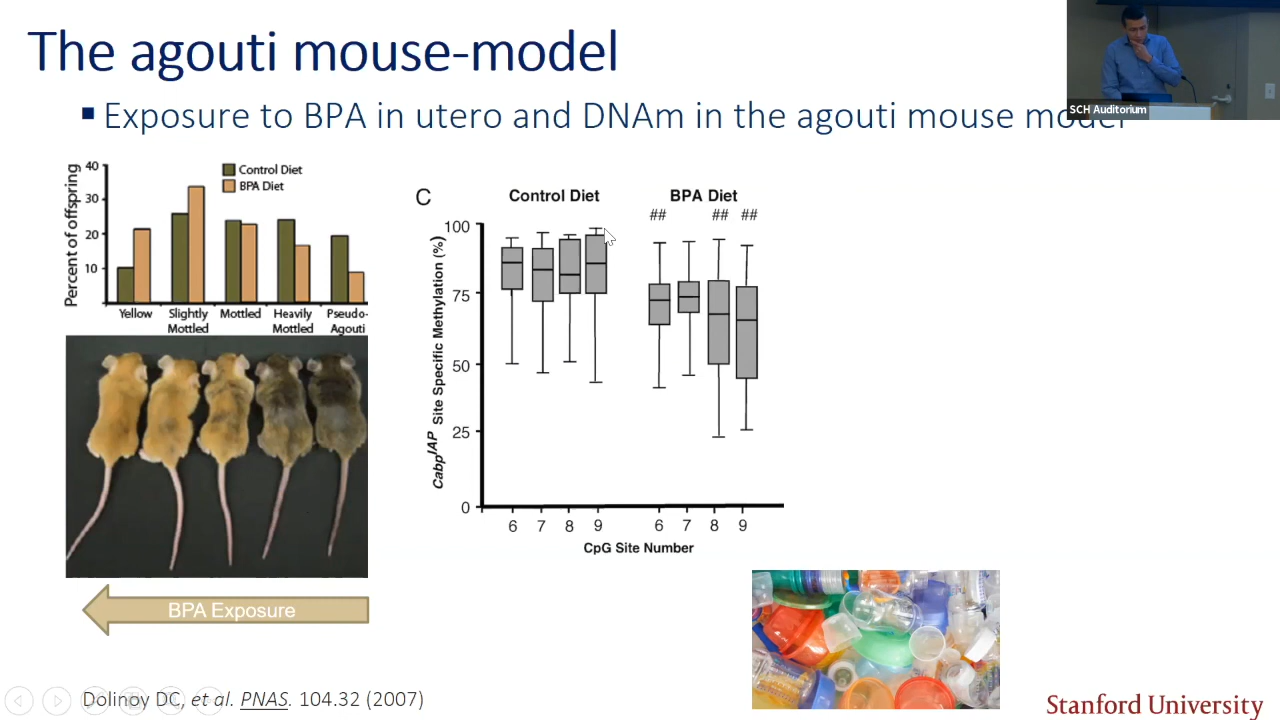 The agouti mouse-model
SCH Auditorium
▪ Exposure to BPA in utero and DNAm in the agouti mouse model
Percent of offspring
40
30
20
10
Control Diet
BPA Diet
Yellow
Slightly
Mottled
Mottled
Heavily
Mottled
Pseudo-
Agouti
BPA Exposure
C
Control Diet
BPA Diet
## ## ##
Cabp^IAP Site Specific Methylation (%)
100
75
50
25
0
6 7 8 9 6 7 8 9
CpG Site Number
Dolinoy DC, et al. PNAS. 104.32 (2007)
Stanford University